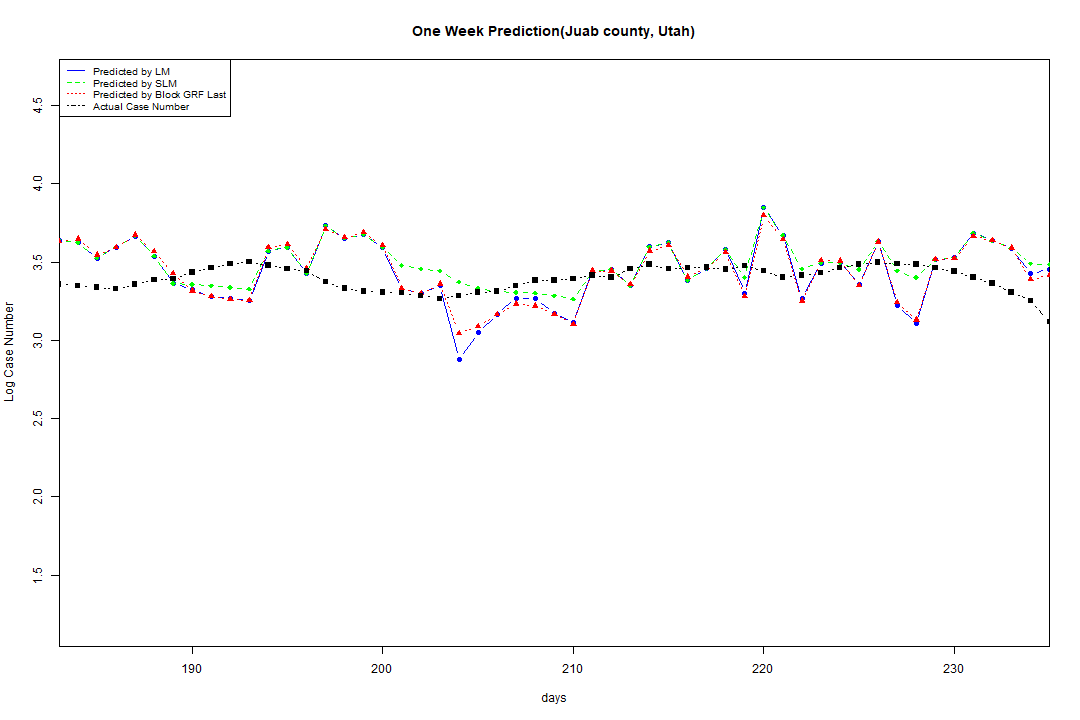 One Week Prediction(Juab county, Utah)
Predicted by LM
Predicted by SLM
Predicted by Block GRF Last
Actual Case Number
4.5
4.0
3.5
3.0
2.5
2.0
1.5
Log Case Number
190
200
210
220
230
days